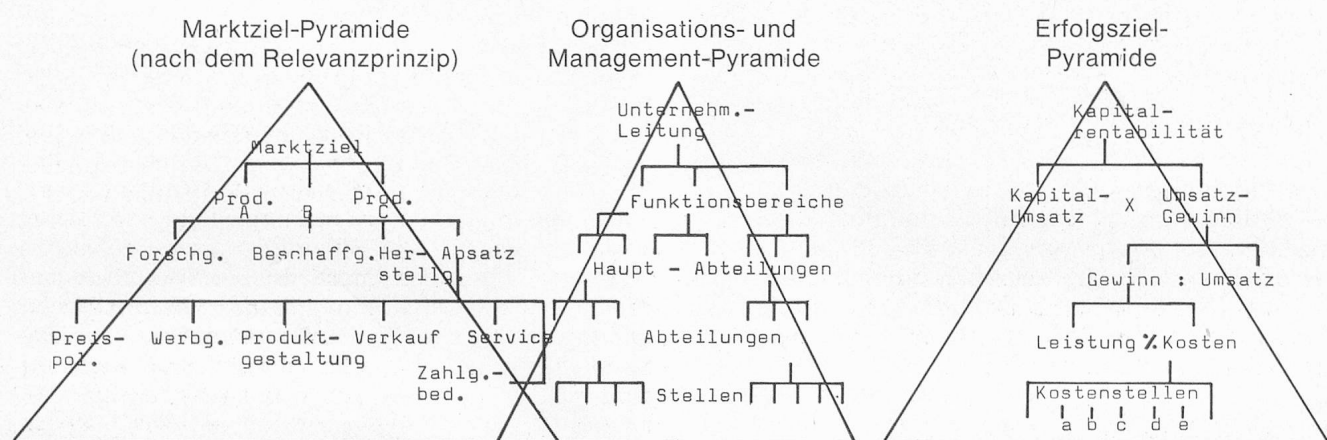 Marktziel-Pyramide
(nach dem Relevanzprinzip)
Marktziel
Prod. Prod.
A B C
Forschg. Beschaffg. Her- Absatz
stellg.
Preis- Werbg. Produkt- Verkauf Service
pol. gestaltung
Zahlg.-
bed.
Organisations- und
Management-Pyramide
Unternehm.-
Leitung
Funktionsbereiche
Haupt - Abteilungen
Abteilungen
Stellen
Erfolgsziel-
Pyramide
Kapital-
rentabilität
Kapital- X Umsatz-
Umsatz Gewinn
Gewinn : Umsatz
Leistung % Kosten
Kostenstellen
a b c d e